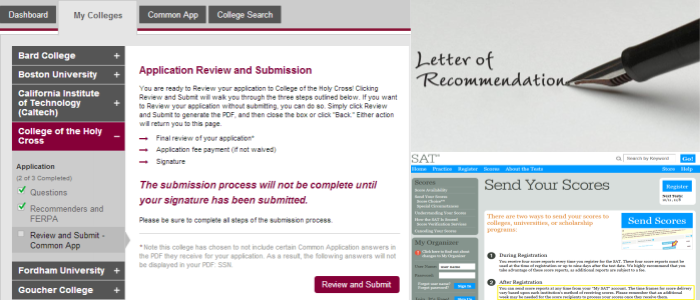 Dashboard
My Colleges
Common App
College Search
Bard College +
Boston University +
California Institute
of Technology
(Caltech) +
College of the Holy
Cross –
Application
(2 of 3 Completed)
Questions
Recommenders and
FERPA
Review and Submit -
Common App
Fordham University +
Goucher College +
Application Review and Submission
You are ready to Review your application to College of the Holy Cross! Clicking
Review and Submit will walk you through the three steps outlined below. If you want
to Review your application without submitting, you can do so. Simply click Review
and Submit to generate the PDF, and then close the box or click "Back." Either action
will return you to this page.
Final review of your application*
Application fee payment (if not waived)
Signature
The submission process will not be complete until
your signature has been submitted.
Please be sure to complete all steps of the submission process.
* Note this college has chosen not to include certain Common Application answers in
the PDF they receive for your application. As a result, the following answers will
not be displayed in your PDF: SSN.
Review and Submit
Letter of
Recommendation
SAT
Search by Keyword
Go!
Home Practice Register Scores About the Tests
Scores
Score Availability
Send Your Scores
Score Choice
Special Circumstances
Understanding Your Scores
How the SAT Is Scored
Score Verification Services
Canceling Your Scores
My Organizer
Click here to find out about
changes to My Organizer
Sign In
Send Your Scores
Register
There are two ways to send your scores to
colleges, universities, or scholarship
programs.
Send Scores
1 During Registration
You receive four score reports every time you register for the SAT. These four score reports must be
used at the time of registration or up to nine days after the test date. We highly recommend that you
take advantage of these score reports, as additional reports are subject to a fee.
2 After Registration
You can send score reports at any time from your "My SAT" account. The time frames for score delivery
vary based upon each institution's method of receiving scores. Please remember that an additional
week may be needed for the score recipients to process your scores once they receive them.